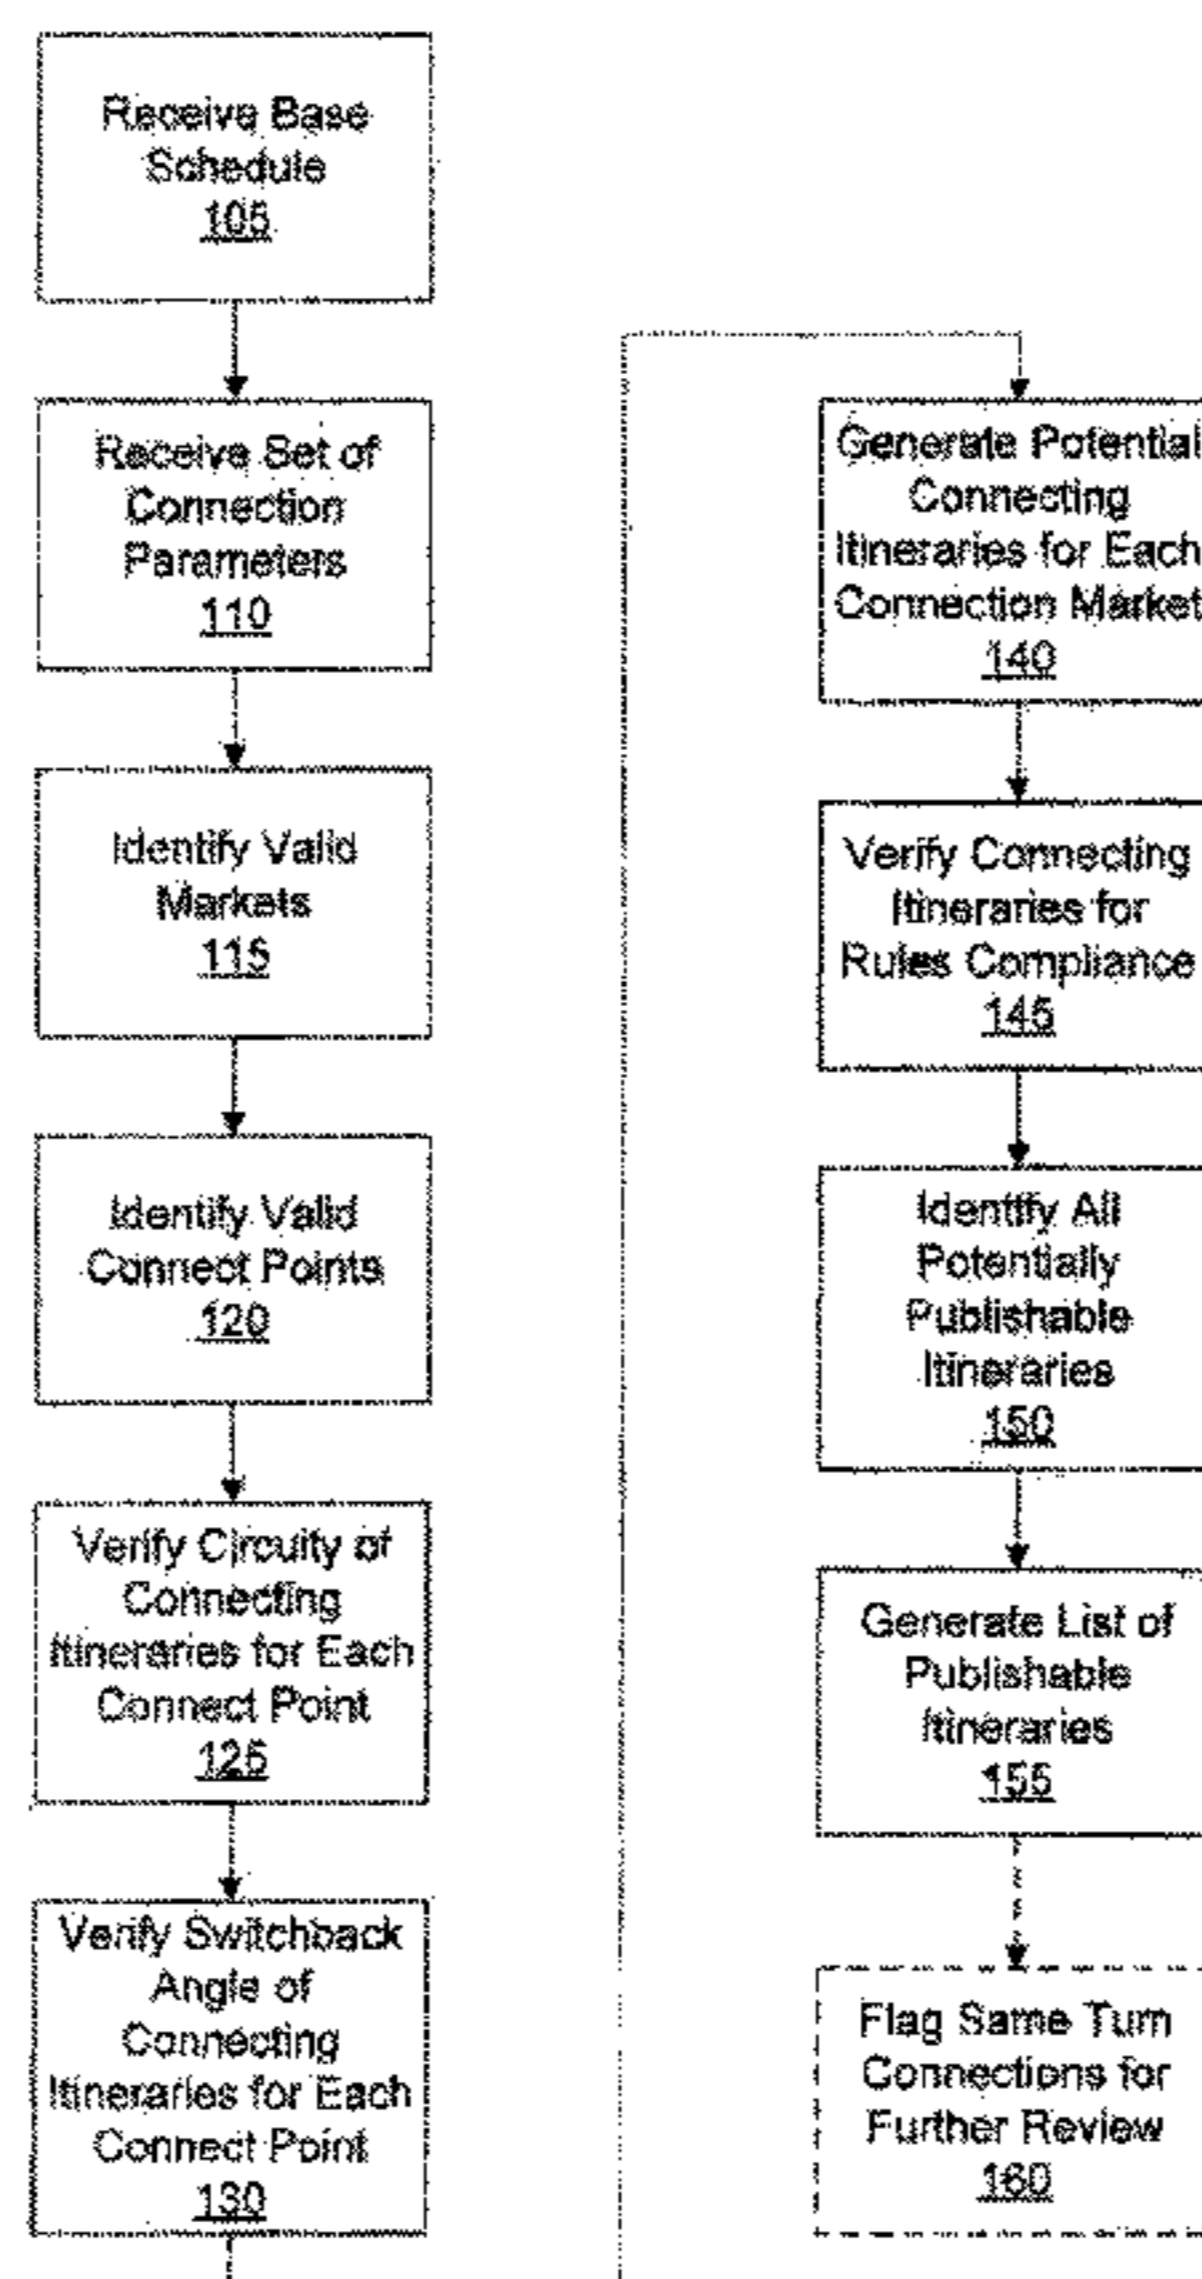 Receive Base
Schedule
105
Receive Set of
Connection
Parameters
110
Identify Valid
Markets
115
Identify Valid
Connect Points
120
Verify Circuity of
Connecting
Itineraries for Each
Connect Point
125
Verify Switchback
Angle of
Connecting
Itineraries for Each
Connect Point
130
Generate Potential
Connecting
Itineraries for Each
Connection Market
140
Verify Connecting
Itineraries for
Rules Compliance
145
Identify All
Potentially
Publishable
Itineraries
150
Generate List of
Publishable
Itineraries
155
Flag Same Turn
Connections for
Further Review
160